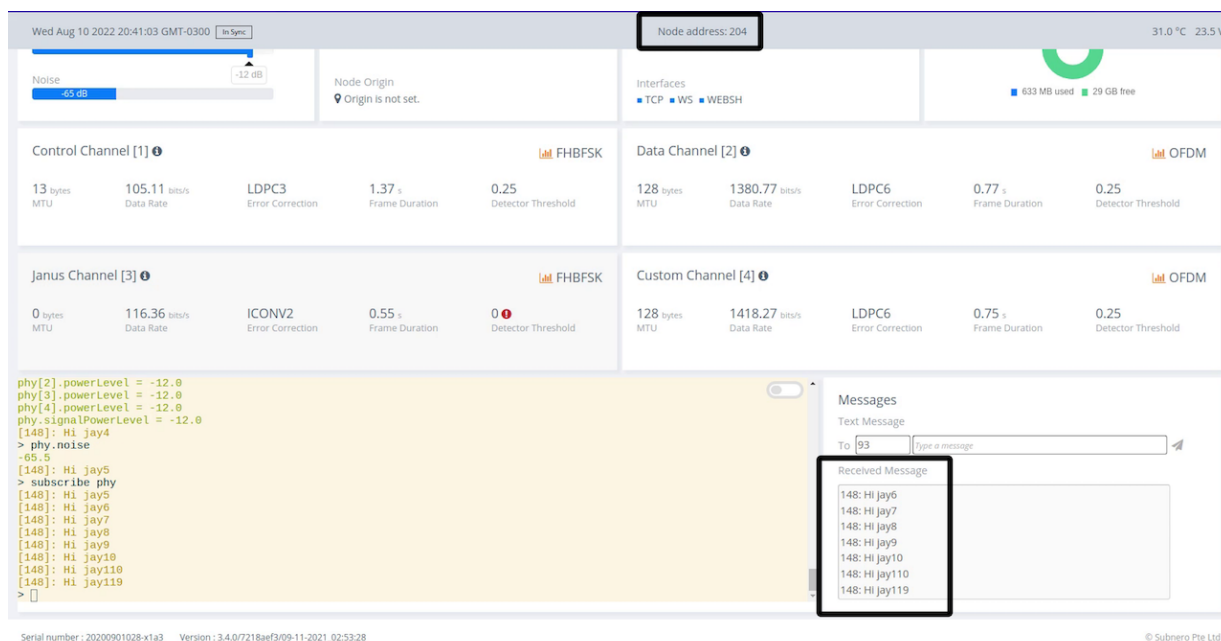 Wed Aug 10 2022 20:41:03 GMT-0300 In Sync Node address: 204 31.0 °C 23.5 V
-12 dB
Noise
-65 dB
Node Origin
Origin is not set.
Interfaces
TCP WS WEBSH
633 MB used 29 GB free
Control Channel [1] FHBFSK
13 bytes 105.11 bits/s LDPC3 1.37 s 0.25
MTU Data Rate Error Correction Frame Duration Detector Threshold
Data Channel [2] OFDM
128 bytes 1380.77 bits/s LDPC6 0.77 s 0.25
MTU Data Rate Error Correction Frame Duration Detector Threshold
Janus Channel [3] FHBFSK
0 bytes 116.36 bits/s ICONV2 0.55 s 0
MTU Data Rate Error Correction Frame Duration Detector Threshold
Custom Channel [4] OFDM
128 bytes 1418.27 bits/s LDPC6 0.75 s 0.25
MTU Data Rate Error Correction Frame Duration Detector Threshold
phy[2].powerLevel = -12.0
phy[3].powerLevel = -12.0
phy[4].powerLevel = -12.0
phy.signalPowerLevel = -12.0
[148]: Hi jay4
> phy.noise
-65.5
[148]: Hi jay5
> subscribe phy
[148]: Hi jay5
[148]: Hi jay6
[148]: Hi jay7
[148]: Hi jay8
[148]: Hi jay9
[148]: Hi jay10
[148]: Hi jay110
[148]: Hi jay119
>
Messages
Text Message
To 93 Type a message
Received Message
148: Hi jay6
148: Hi jay7
148: Hi jay8
148: Hi jay9
148: Hi jay10
148: Hi jay110
148: Hi jay119
Serial number : 20200901028-x1a3 Version : 3.4.0/7218aef3/09-11-2021_02:53:28 © Subnero Pte Ltd